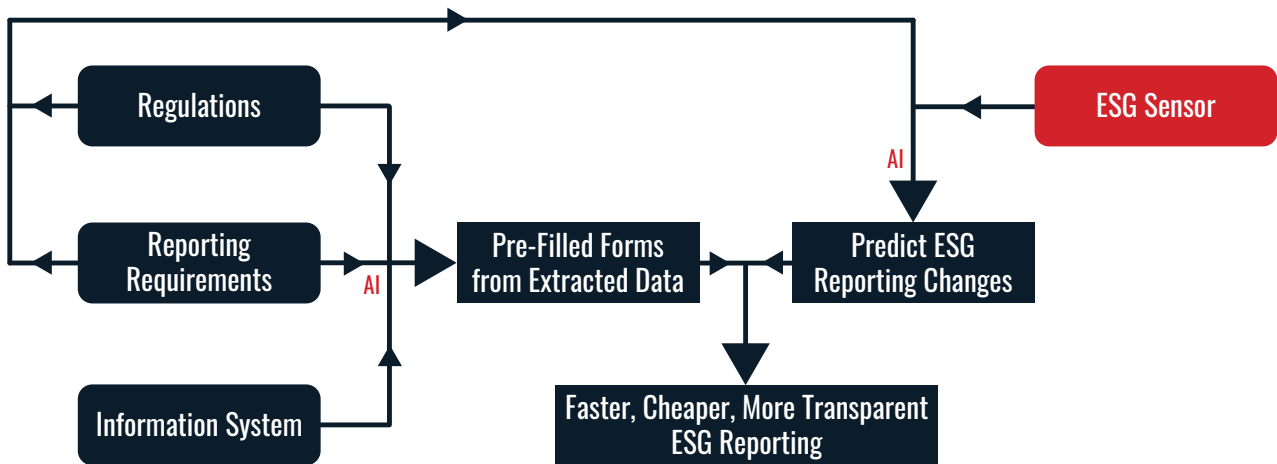 Regulations
ESG Sensor
AI
Reporting
Requirements
AI
Pre-Filled Forms
from Extracted Data
Predict ESG
Reporting Changes
Information System
Faster, Cheaper, More Transparent
ESG Reporting